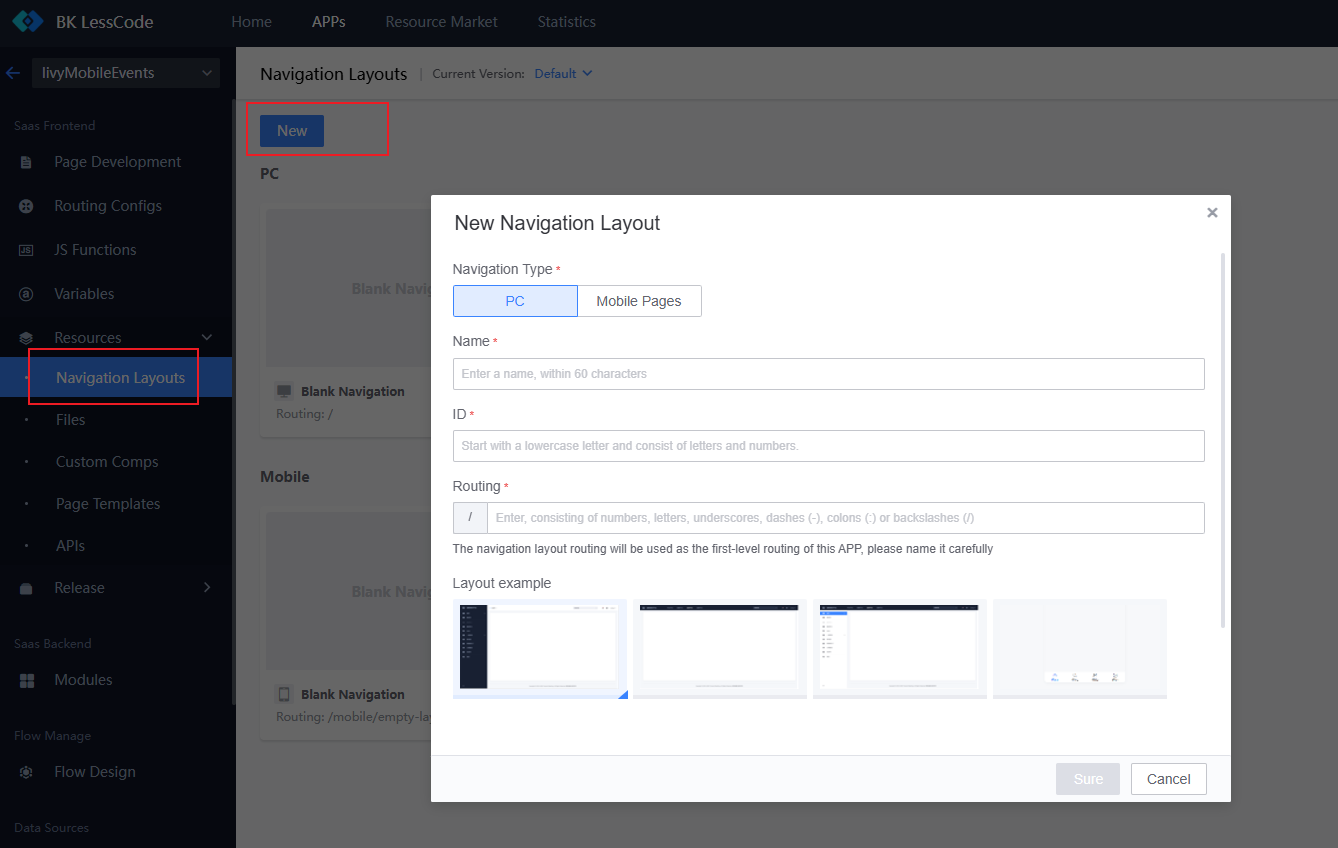 BK LessCode
Home
APPs
Resource Market
Statistics
livyMobileEvents
Navigation Layouts
Current Version:
Default
Saas Frontend
New
Page Development
PC
Routing Configs
JS Functions
Variables
Resources
Navigation Layouts
Files
Custom Comps
Page Templates
APIs
Release
Saas Backend
Modules
Flow Manage
Flow Design
Data Sources
Blank Navig
Blank Navigation
Routing: /
Mobile
Blank Navig
Blank Navigation
Routing: /mobile/empty-la
New Navigation Layout
Navigation Type *
PC
Mobile Pages
Name *
Enter a name, within 60 characters
ID *
Start with a lowercase letter and consist of letters and numbers.
Routing *
/
Enter, consisting of numbers, letters, underscores, dashes (-), colons (:) or backslashes (/)
The navigation layout routing will be used as the first-level routing of this APP, please name it carefully
Layout example
Sure
Cancel